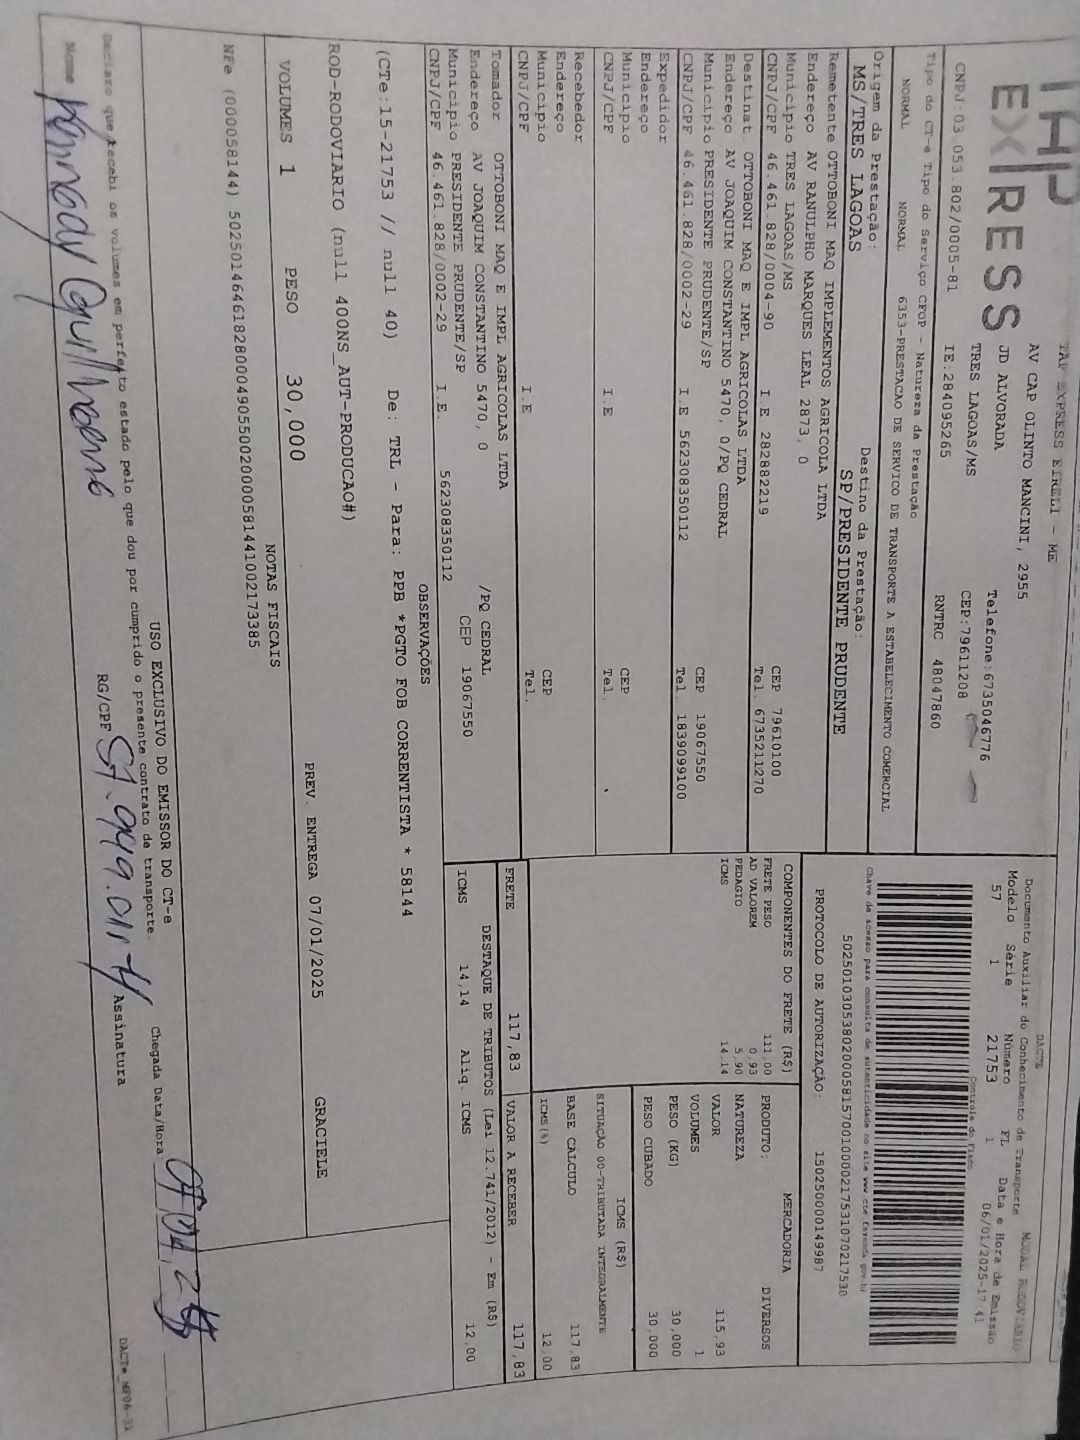 TAP EXPRESS EIRELI - ME
EXPRESS
AV CAP OLINTO MANCINI, 2955
JD ALVORADA
Telefone:6735046776
TRES LAGOAS/MS
CEP:79611208
CNPJ:03.053.802/0005-81
IE:284095265
RNTRC 48047860
DACTE
Documento Auxiliar do Conhecimento de Transporte
MODAL RODOVIARIO
Modelo Série Número FL Data e Hora de Emissão
57 1 21753 1 06/01/2025-17:41
Controle do Fisco
Chave de acesso para consulta de autenticidade no site www.cte.fazenda.gov.br
50250103053802000581570010000217531070217530
PROTOCOLO DE AUTORIZAÇÃO: 150250000149987
Tipo do CT-e Tipo do Serviço CFOP - Natureza da Prestação
NORMAL NORMAL 6353-PRESTACAO DE SERVICO DE TRANSPORTE A ESTABELECIMENTO COMERCIAL
Origem da Prestação: Destino da Prestação:
MS/TRES LAGOAS SP/PRESIDENTE PRUDENTE
Remetente OTTOBONI MAQ IMPLEMENTOS AGRICOLA LTDA
Endereço AV RANULPHO MARQUES LEAL 2873, 0
Municipio TRES LAGOAS/MS CEP 79610100
CNPJ/CPF 46.461.828/0004-90 I.E 282882219 Tel. 6735211270
Destinat. OTTOBONI MAQ E IMPL AGRICOLAS LTDA
Endereço AV JOAQUIM CONSTANTINO 5470, 0/PQ CEDRAL
Municipio PRESIDENTE PRUDENTE/SP CEP 19067550
CNPJ/CPF 46.461.828/0002-29 I.E 562308350112 Tel. 1839099100
Expedidor
Endereço
Municipio CEP
CNPJ/CPF I.E Tel.
Recebedor
Endereço
Municipio CEP
CNPJ/CPF I.E Tel.
Tomador OTTOBONI MAQ E IMPL AGRICOLAS LTDA
Endereço AV JOAQUIM CONSTANTINO 5470, 0 /PQ CEDRAL
Municipio PRESIDENTE PRUDENTE/SP CEP 19067550
CNPJ/CPF 46.461.828/0002-29 I.E. 562308350112
COMPONENTES DO FRETE (R$)
FRETE PESO 111,00
AD VALOREM 0,93
PEDAGIO 5,90
ICMS 14,14
MERCADORIA
PRODUTO: DIVERSOS
NATUREZA
VALOR 115,93
VOLUMES 1
PESO (KG) 30,000
PESO CUBADO 30,000
ICMS (R$)
SITUAÇÃO 00-TRIBUTADA INTEGRALMENTE
BASE CALCULO 117,83
ICMS(%) 12,00
FRETE 117,83 VALOR A RECEBER 117,83
DESTAQUE DE TRIBUTOS (Lei 12.741/2012) - Em (R$)
ICMS 14,14 Aliq. ICMS 12,00
OBSERVAÇÕES
(CTe:15-21753 // null 40) De: TRL - Para: PPB *PGTO FOB CORRENTISTA * 58144
ROD-RODOVIARIO (null 400NS_AUT-PRODUCAO#)
PREV. ENTREGA 07/01/2025 GRACIELE
VOLUMES 1 PESO 30,000
NOTAS FISCAIS
NFe (000058144) 50250146461828000490550020000581441002173385
USO EXCLUSIVO DO EMISSOR DO CT-e
Declaro que recebi os volumes em perfeito estado pelo que dou por cumprido o presente contrato de transporte.
Chegada Data/Hora
Nome
RG/CPF
Assinatura
DACTe_MF06-31